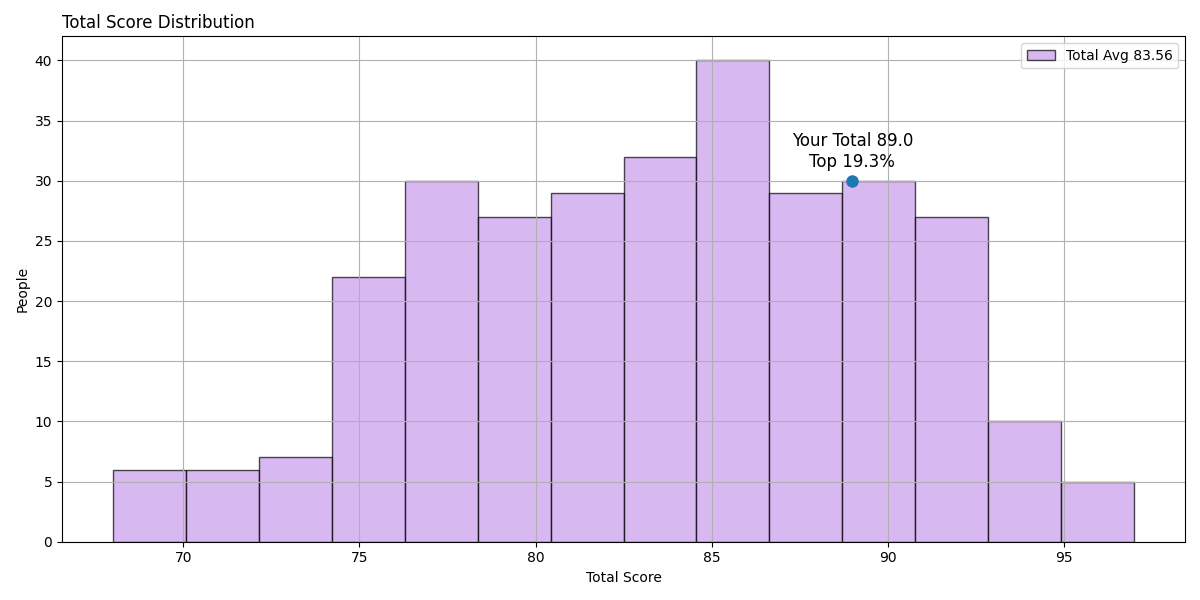 Total Score Distribution
Total Avg 83.56
Your Total 89.0
Top 19.3%
People
40
35
30
25
20
15
10
5
0
70 75 80 85 90 95
Total Score